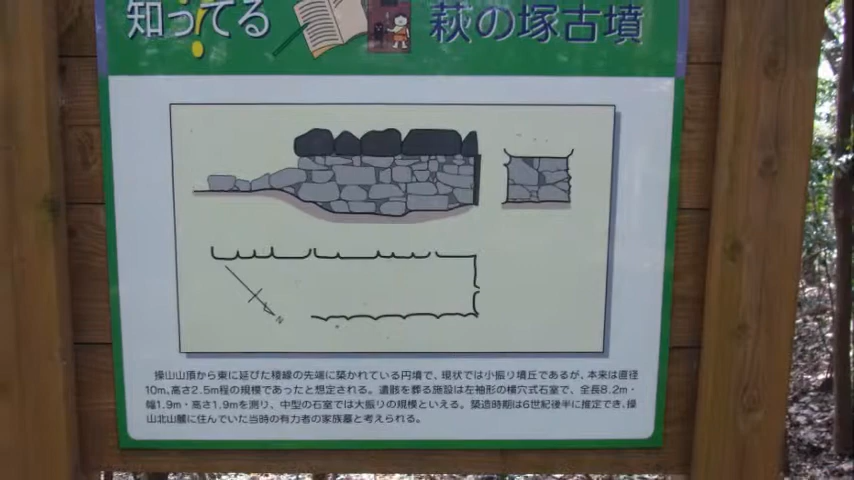 知ってる
萩の塚古墳
N
操山山頂から東に延びた稜線の先端に築かれている円墳で、現状では小振り墳丘であるが、本来は直径
10m、高さ2.5m程の規模であったと想定される。遺骸を葬る施設は左袖形の横穴式石室で、全長8.2m・
幅1.9m・高さ1.9mを測り、中型の石室では大振りの規模といえる。築造時期は6世紀後半に推定でき、操
山北山麓に住んでいた当時の有力者の家族墓と考えられる。